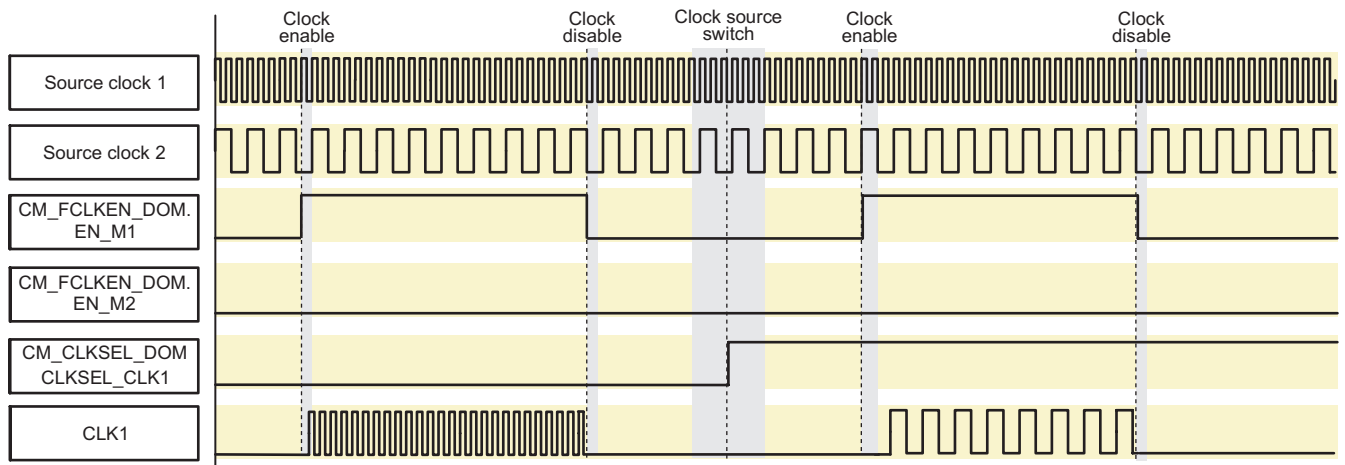 Clock
enable
Clock
disable
Clock source
switch
Clock
enable
Clock
disable
Source clock 1
Source clock 2
CM_FCLKEN_DOM.
EN_M1
CM_FCLKEN_DOM.
EN_M2
CM_CLKSEL_DOM
CLKSEL_CLK1
CLK1